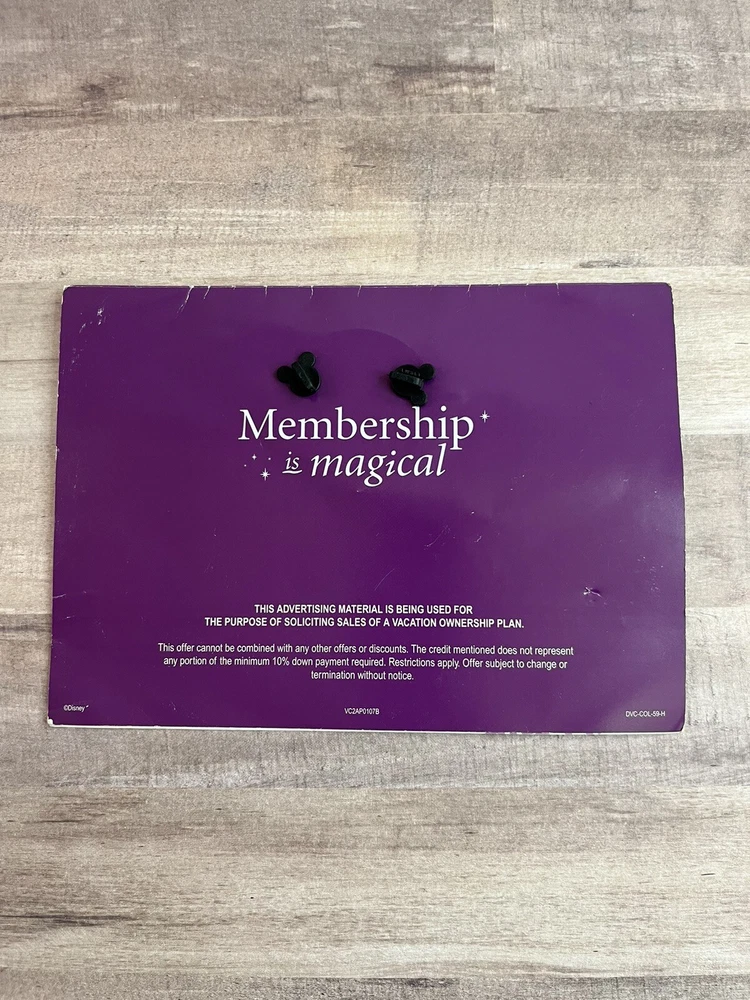 Membership
is magical
THIS ADVERTISING MATERIAL IS BEING USED FOR
THE PURPOSE OF SOLICITING SALES OF A VACATION OWNERSHIP PLAN.
This offer cannot be combined with any other offers or discounts. The credit mentioned does not represent
any portion of the minimum 10% down payment required. Restrictions apply. Offer subject to change or
termination without notice.
©Disney VC2AP0107B DVC-COL-59-H